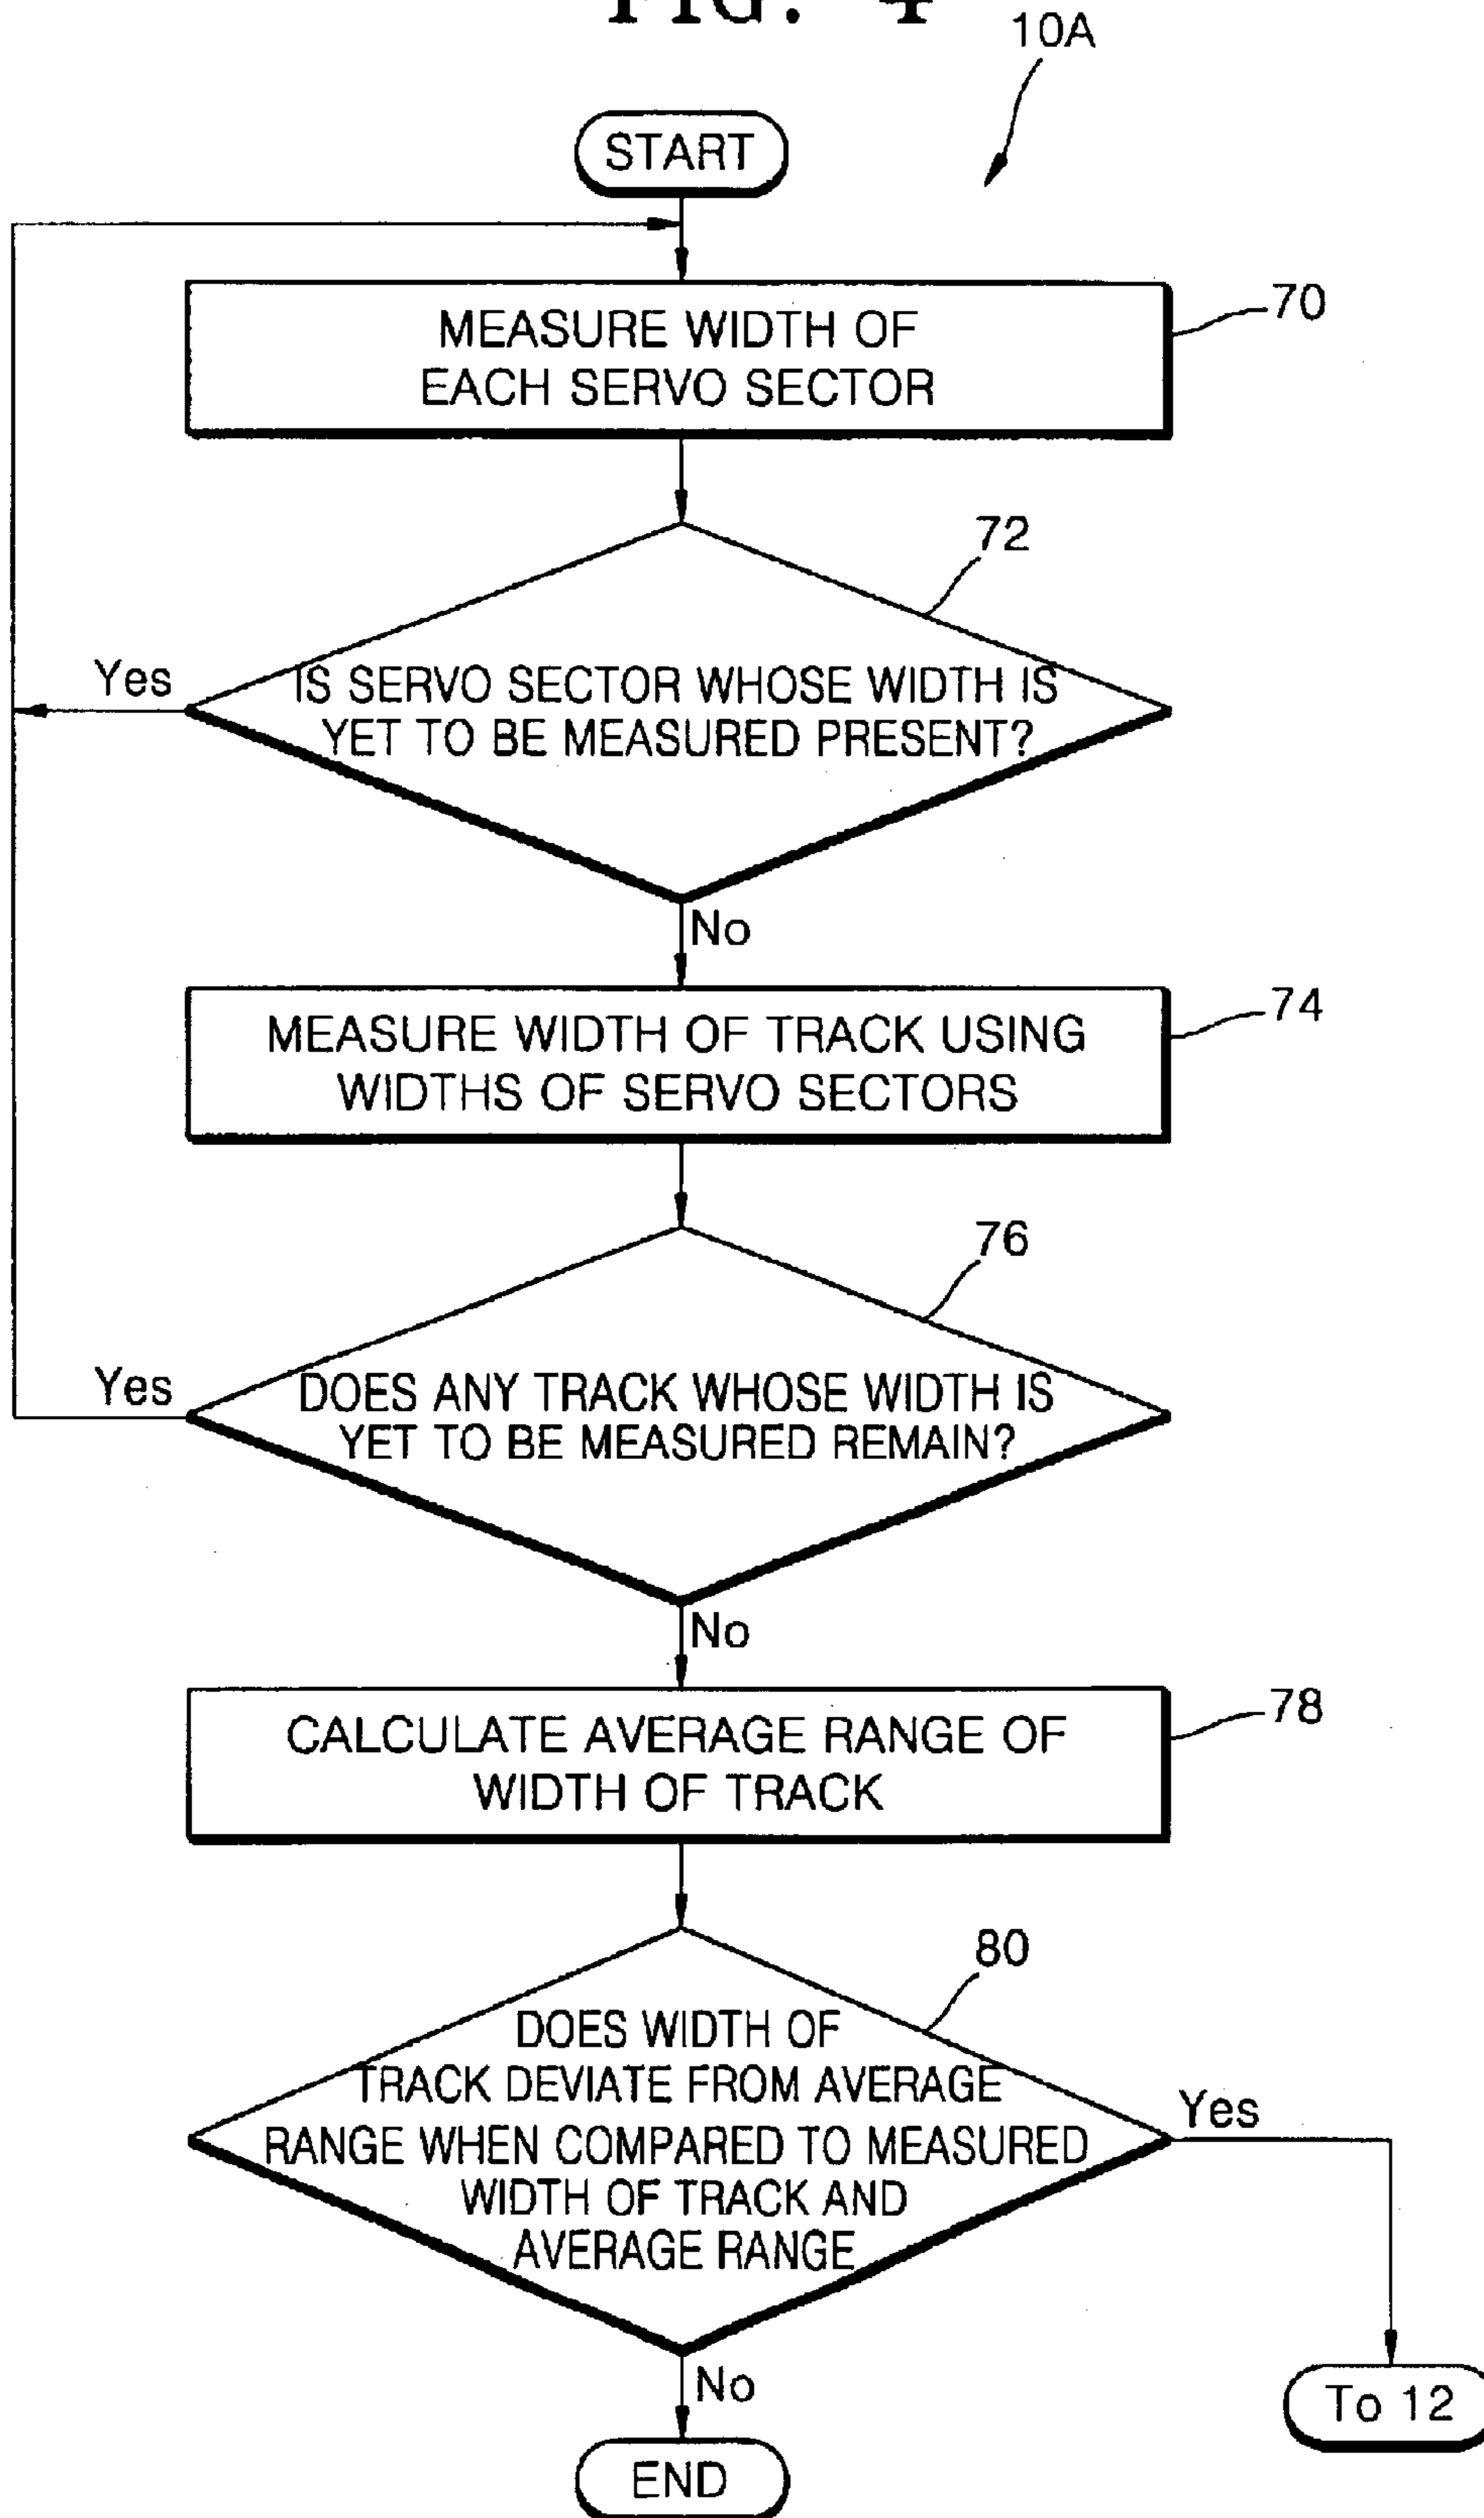 FIG. 4
10A
START
MEASURE WIDTH OF
EACH SERVO SECTOR
70
72
IS SERVO SECTOR WHOSE WIDTH IS
YET TO BE MEASURED PRESENT?
Yes
No
MEASURE WIDTH OF TRACK USING
WIDTHS OF SERVO SECTORS
74
76
DOES ANY TRACK WHOSE WIDTH IS
YET TO BE MEASURED REMAIN?
Yes
No
CALCULATE AVERAGE RANGE OF
WIDTH OF TRACK
78
80
DOES WIDTH OF
TRACK DEVIATE FROM AVERAGE
RANGE WHEN COMPARED TO MEASURED
WIDTH OF TRACK AND
AVERAGE RANGE
Yes
No
To 12
END